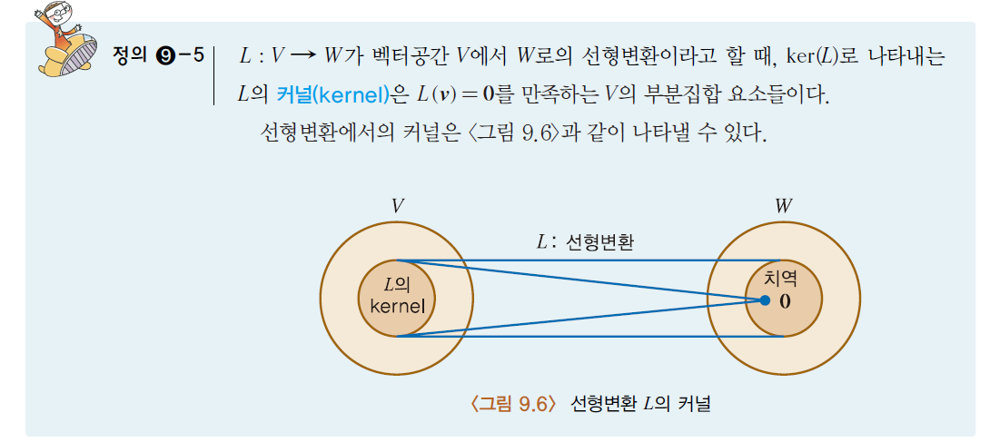 정의 ❾-5 L : V → W가 벡터공간 V에서 W로의 선형변환이라고 할 때, ker(L)로 나타내는
L의 커널(kernel)은 L(v) = 0를 만족하는 V의 부분집합 요소들이다.
선형변환에서의 커널은 〈그림 9.6〉과 같이 나타낼 수 있다.
V
W
L : 선형변환
L의
kernel
치역
0
〈그림 9.6〉 선형변환 L의 커널